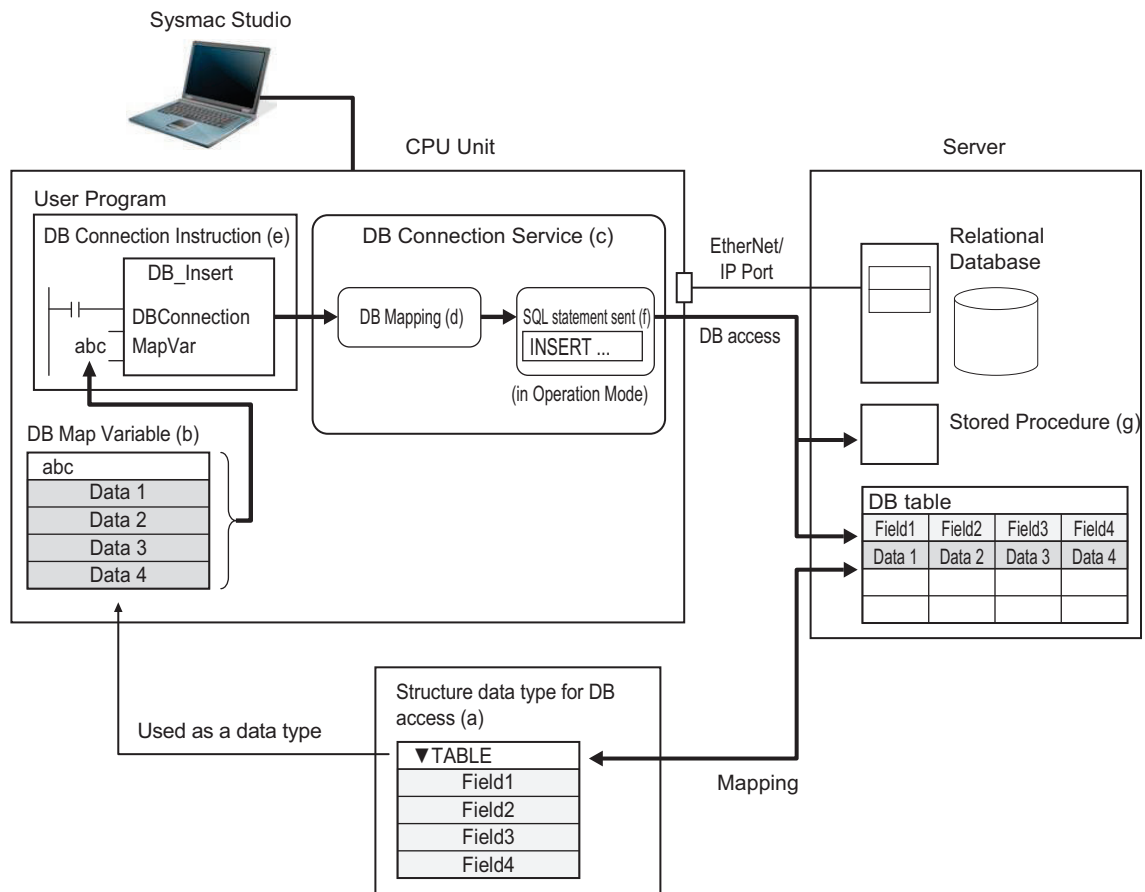 Sysmac Studio
CPU Unit
Server
User Program
DB Connection Instruction (e)
DB_Insert
DBConnection
abc
MapVar
DB Connection Service (c)
DB Mapping (d)
SQL statement sent (f)
INSERT ...
(in Operation Mode)
EtherNet/
IP Port
DB access
Relational
Database
Stored Procedure (g)
DB Map Variable (b)
abc
Data 1
Data 2
Data 3
Data 4
DB table
Field1 Field2 Field3 Field4
Data 1 Data 2 Data 3 Data 4
Used as a data type
Structure data type for DB
access (a)
▼TABLE
Field1
Field2
Field3
Field4
Mapping